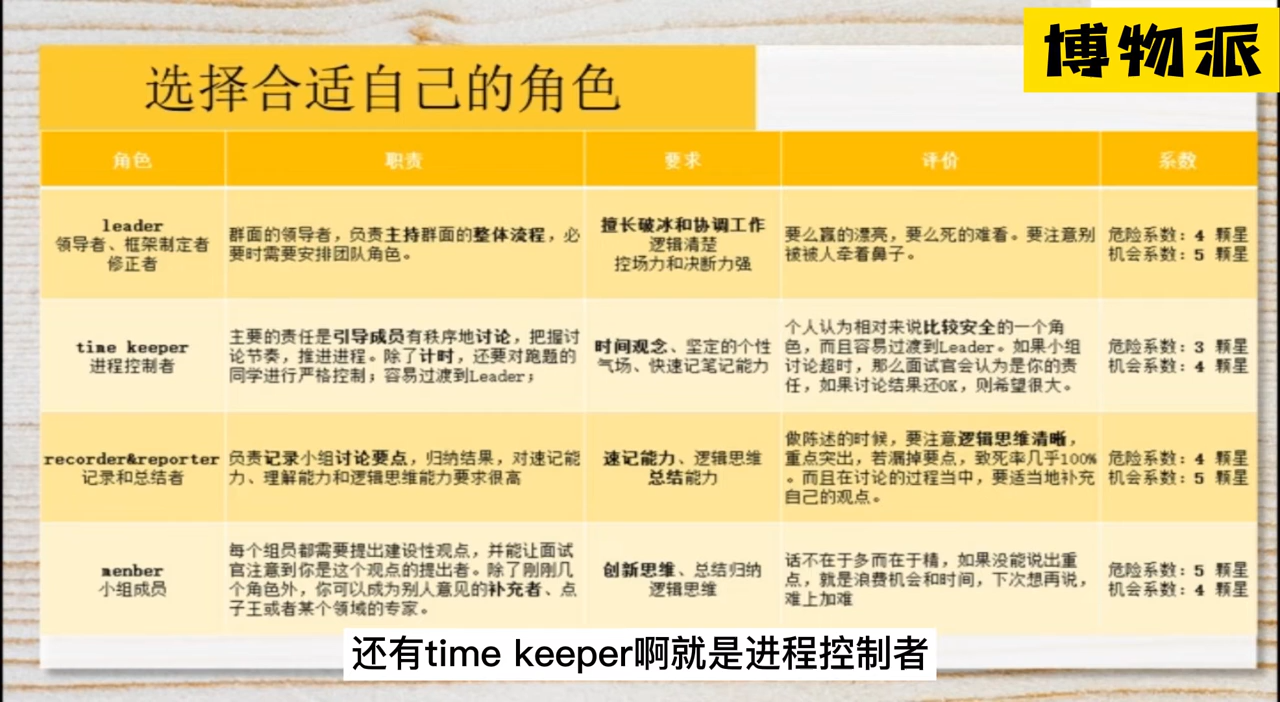 博物派
选择合适自己的角色
角色
职责
要求
评价
系数
leader
领导者、框架制定者
修正者
群面的领导者，负责主持群面的整体流程，必
要时需要安排团队角色。
擅长破冰和协调工作
逻辑清楚
控场力和决断力强
要么赢的漂亮，要么死的难看。要注意别
被被人牵着鼻子。
危险系数：4 颗星
机会系数：5 颗星
time keeper
进程控制者
主要的责任是引导成员有秩序地讨论，把握讨
论节奏，推进进程。除了计时，还要对跑题的
同学进行严格控制；容易过渡到Leader；
时间观念、坚定的个性
气场、快速记笔记能力
个人认为相对来说比较安全的一个角
色，而且容易过渡到Leader。如果小组
讨论超时，那么面试官会认为是你的责
任，如果讨论结果还OK，则希望很大。
危险系数：3 颗星
机会系数：4 颗星
recorder&reporter
记录和总结者
负责记录小组讨论要点，归纳结果，对速记能
力、理解能力和逻辑思维能力要求很高
速记能力、逻辑思维
总结能力
做陈述的时候，要注意逻辑思维清晰，
重点突出，若漏掉要点，致死率几乎100%
。而且在讨论的过程当中，要适当地补充
自己的观点。
危险系数：4 颗星
机会系数：5 颗星
menber
小组成员
每个组员都需要提出建设性观点，并能让面试
官注意到你是这个观点的提出者。除了刚刚几
个角色外，你可以成为别人意见的补充者、点
子王或者某个领域的专家。
创新思维、总结归纳
逻辑思维
话不在于多而在于精，如果没能说出重
点，就是浪费机会和时间，下次想再说，
难上加难
危险系数：5 颗星
机会系数：4 颗星
还有time keeper啊就是进程控制者